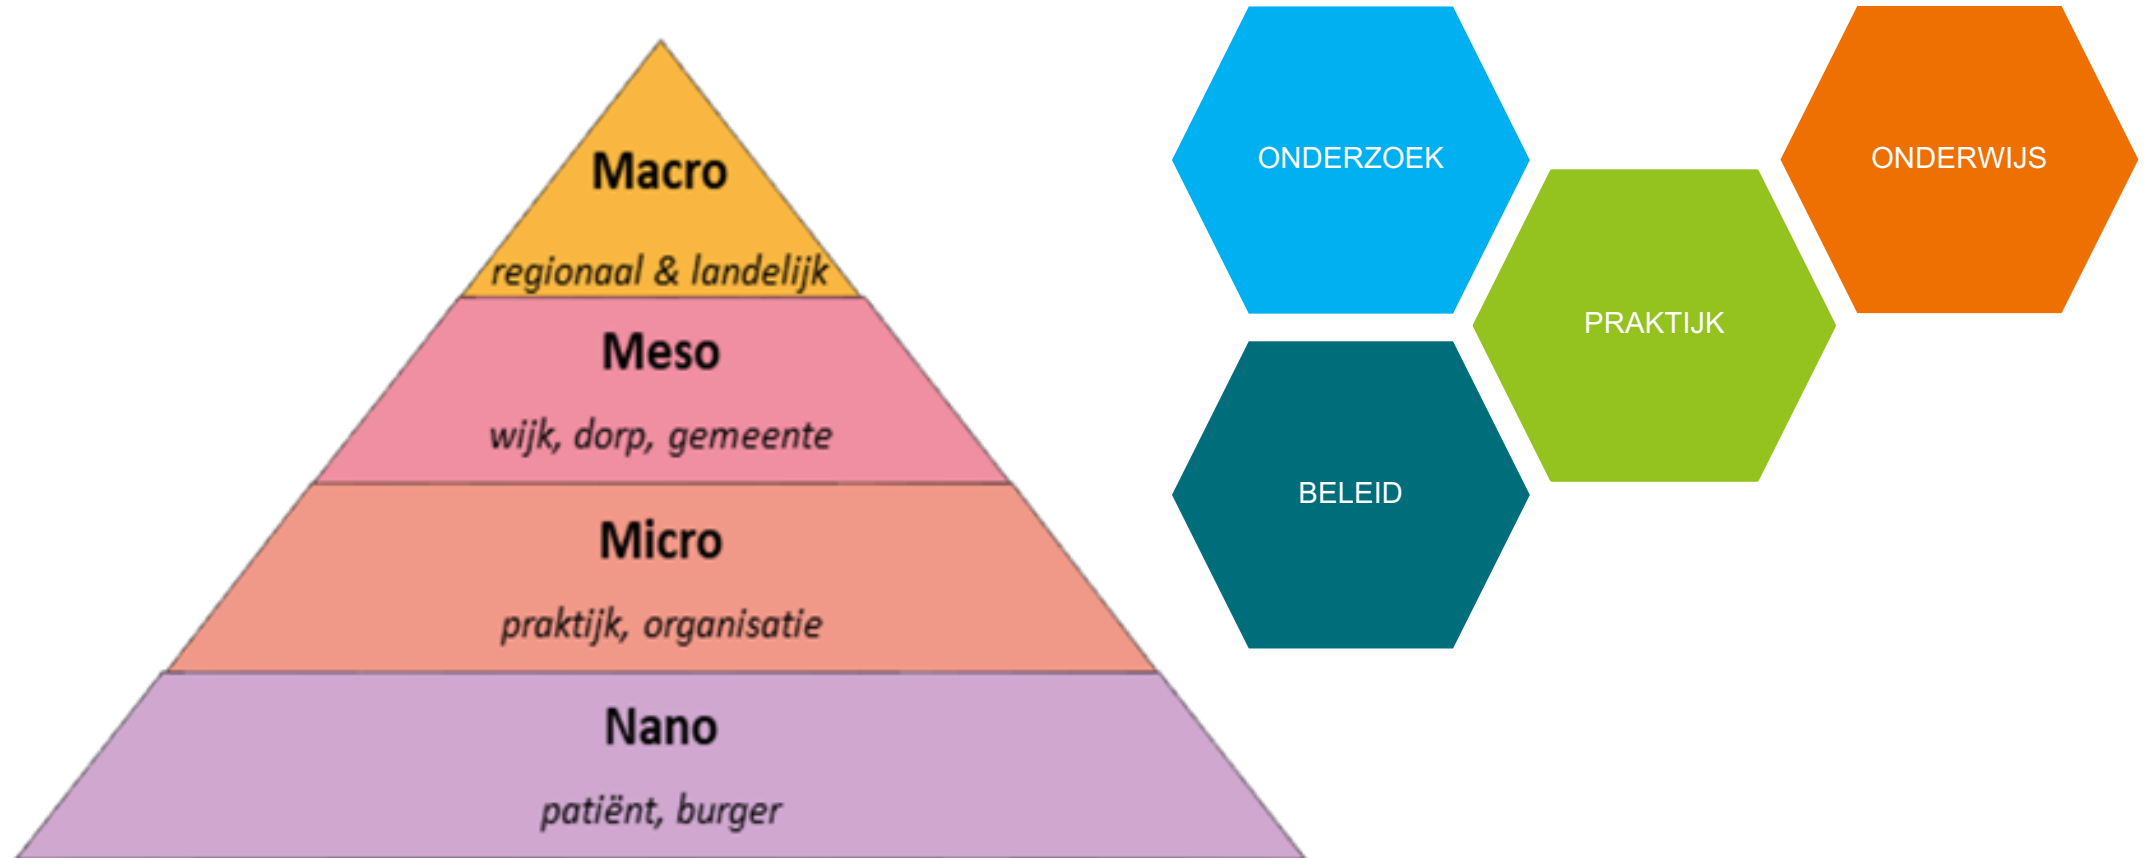 Macro
regionaal & landelijk
Meso
wijk, dorp, gemeente
Micro
praktijk, organisatie
Nano
patiënt, burger
ONDERZOEK
ONDERWIJS
PRAKTIJK
BELEID